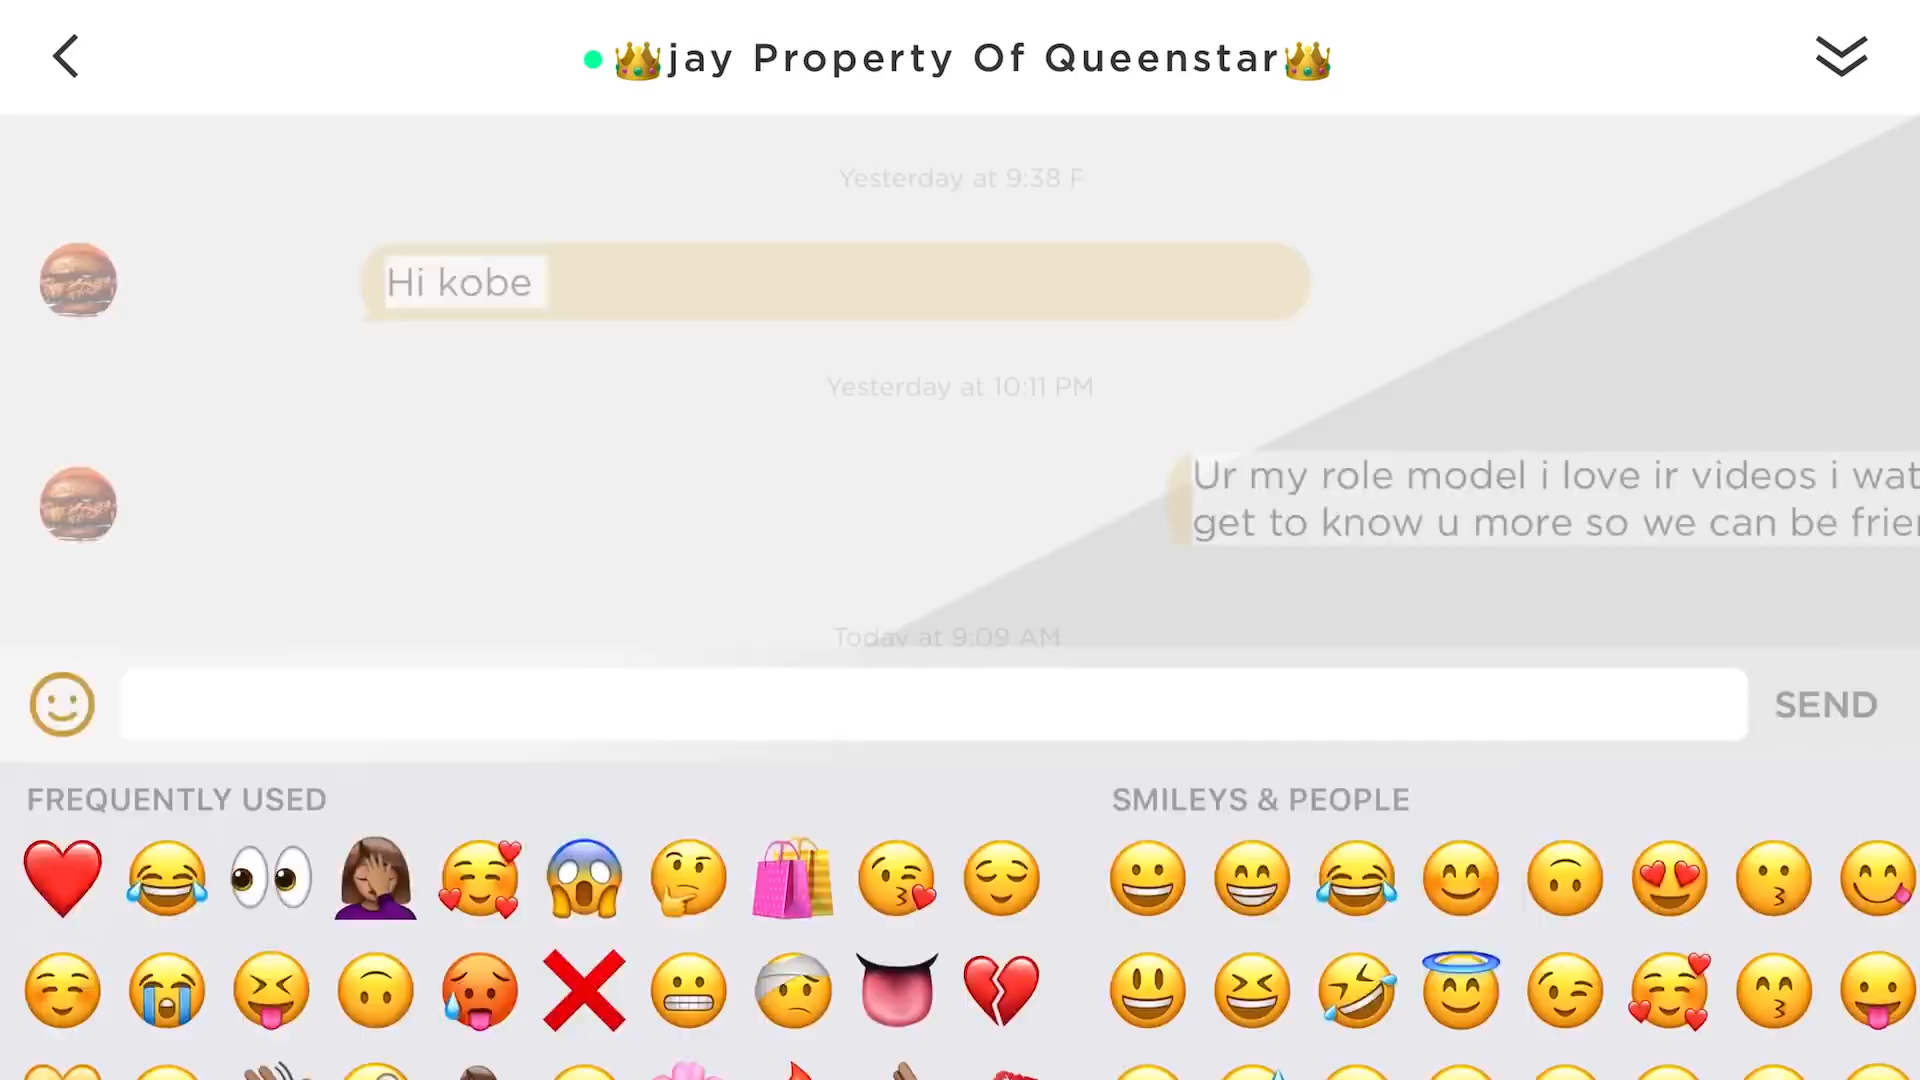 👑jay Property Of Queenstar👑
Yesterday at 9:38
Hi kobe
Yesterday at 10:11 PM
Ur my role model i love ir videos i
get to know u more so we can be
Today at 9:09 AM
SEND
FREQUENTLY USED
SMILEYS & PEOPLE